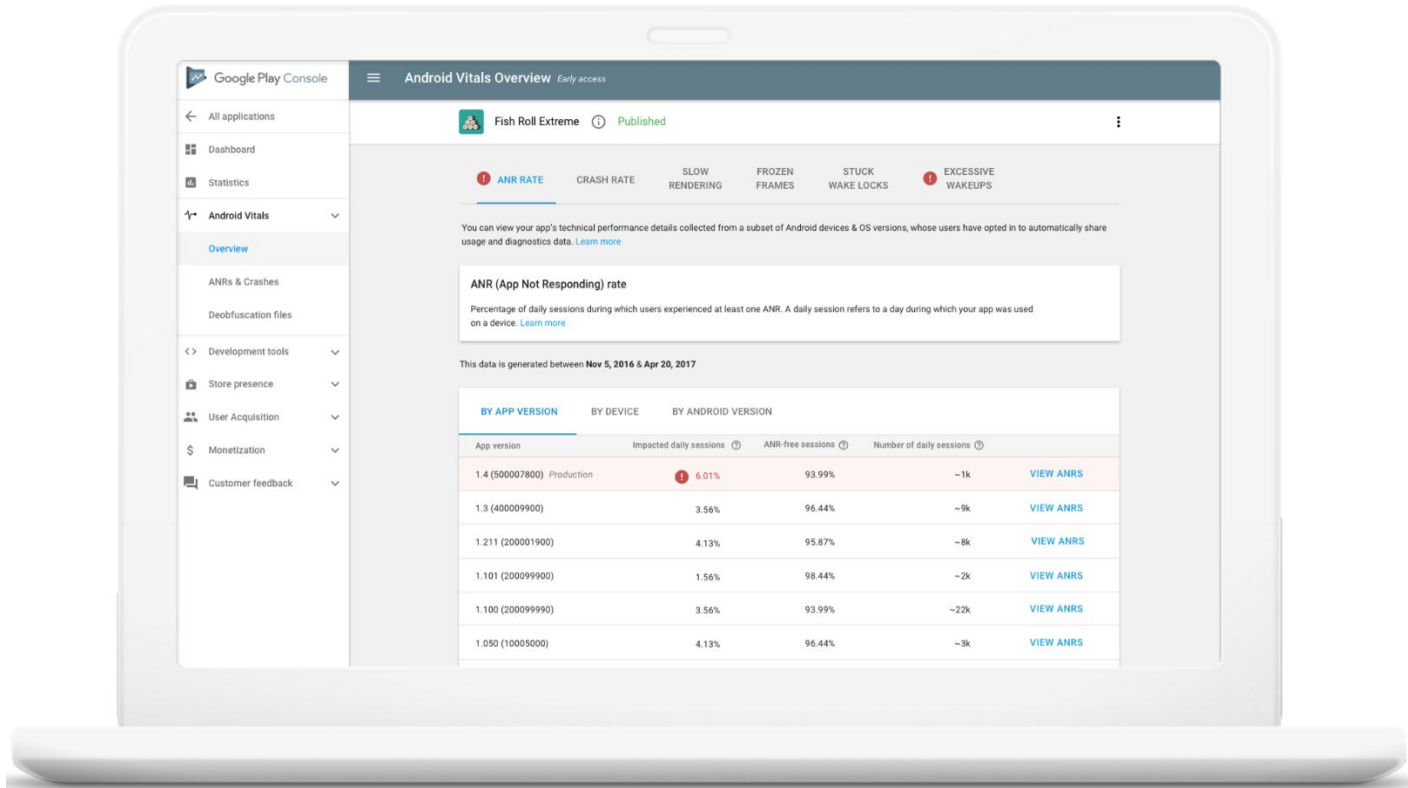 Google Play Console
Android Vitals Overview Early access
All applications
Fish Roll Extreme Published
Dashboard
Statistics
Android Vitals
Overview
ANRs & Crashes
Deobfuscation files
Development tools
Store presence
User Acquisition
Monetization
Customer feedback
ANR RATE
CRASH RATE
SLOW
RENDERING
FROZEN
FRAMES
STUCK
WAKE LOCKS
EXCESSIVE
WAKEUPS
You can view your app's technical performance details collected from a subset of Android devices & OS versions, whose users have opted in to automatically share
usage and diagnostics data. Learn more
ANR (App Not Responding) rate
Percentage of daily sessions during which users experienced at least one ANR. A daily session refers to a day during which your app was used
on a device. Learn more
This data is generated between Nov 5, 2016 & Apr 20, 2017
BY APP VERSION BY DEVICE BY ANDROID VERSION
App version Impacted daily sessions ANR-free sessions Number of daily sessions
1.4 (500007800) Production 6.01% 93.99% ~1k VIEW ANRS
1.3 (400009900) 3.56% 96.44% ~9k VIEW ANRS
1.211 (200001900) 4.13% 95.87% ~8k VIEW ANRS
1.101 (200099900) 1.56% 98.44% ~2k VIEW ANRS
1.100 (200099990) 3.56% 93.99% ~22k VIEW ANRS
1.050 (10005000) 4.13% 96.44% ~3k VIEW ANRS